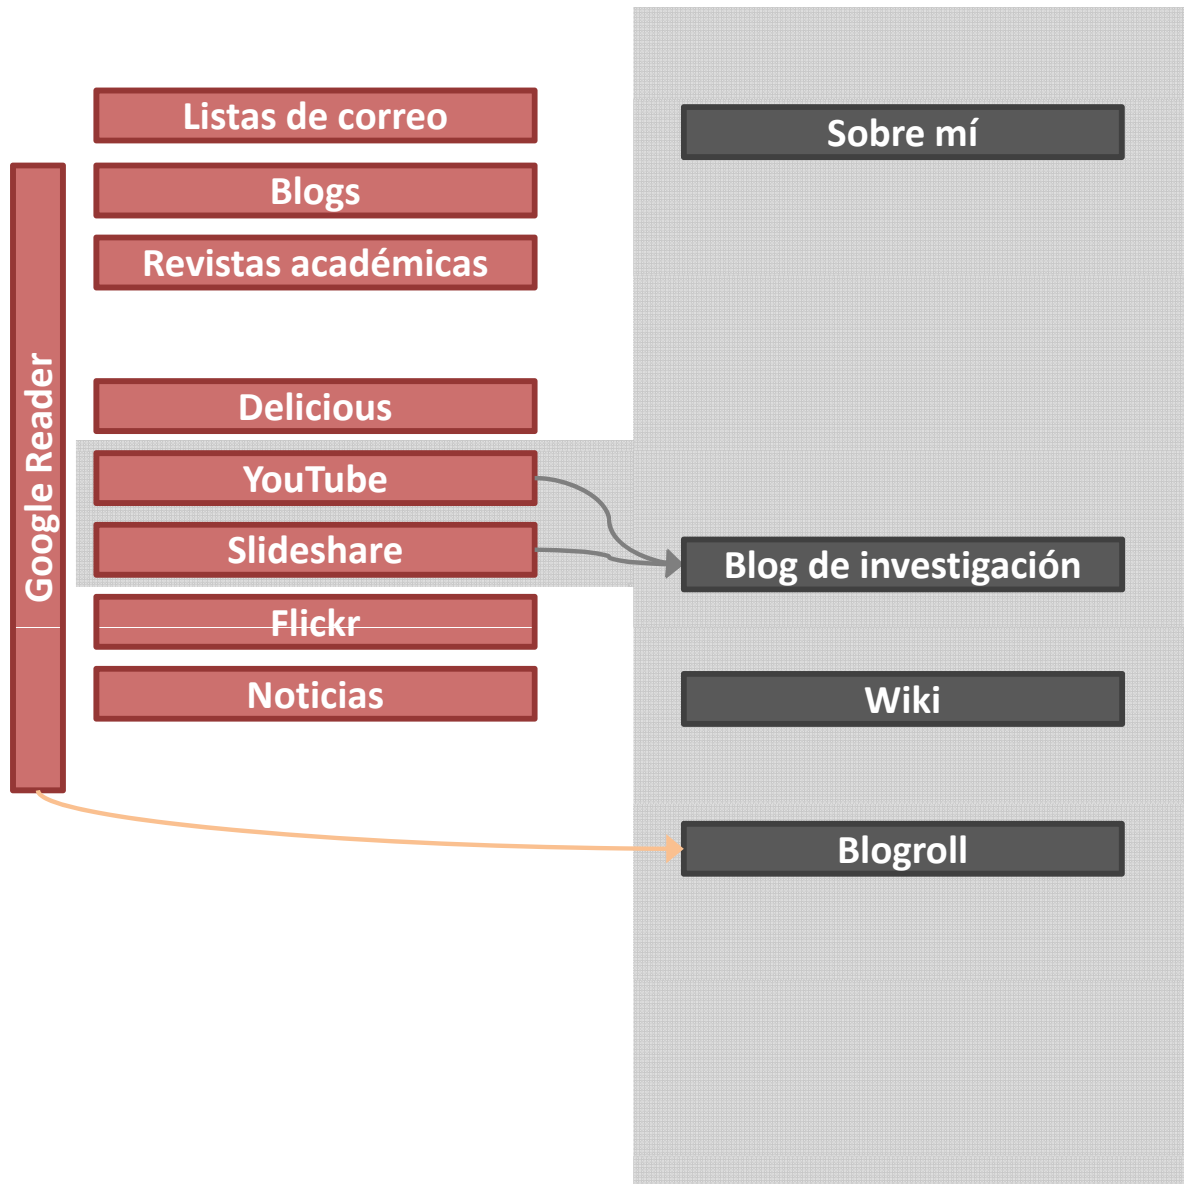 Listas de correo
Blogs
Revistas académicas
Google Reader
Delicious
YouTube
Slideshare
Flickr
Noticias
Sobre mí
Blog de investigación
Wiki
Blogroll